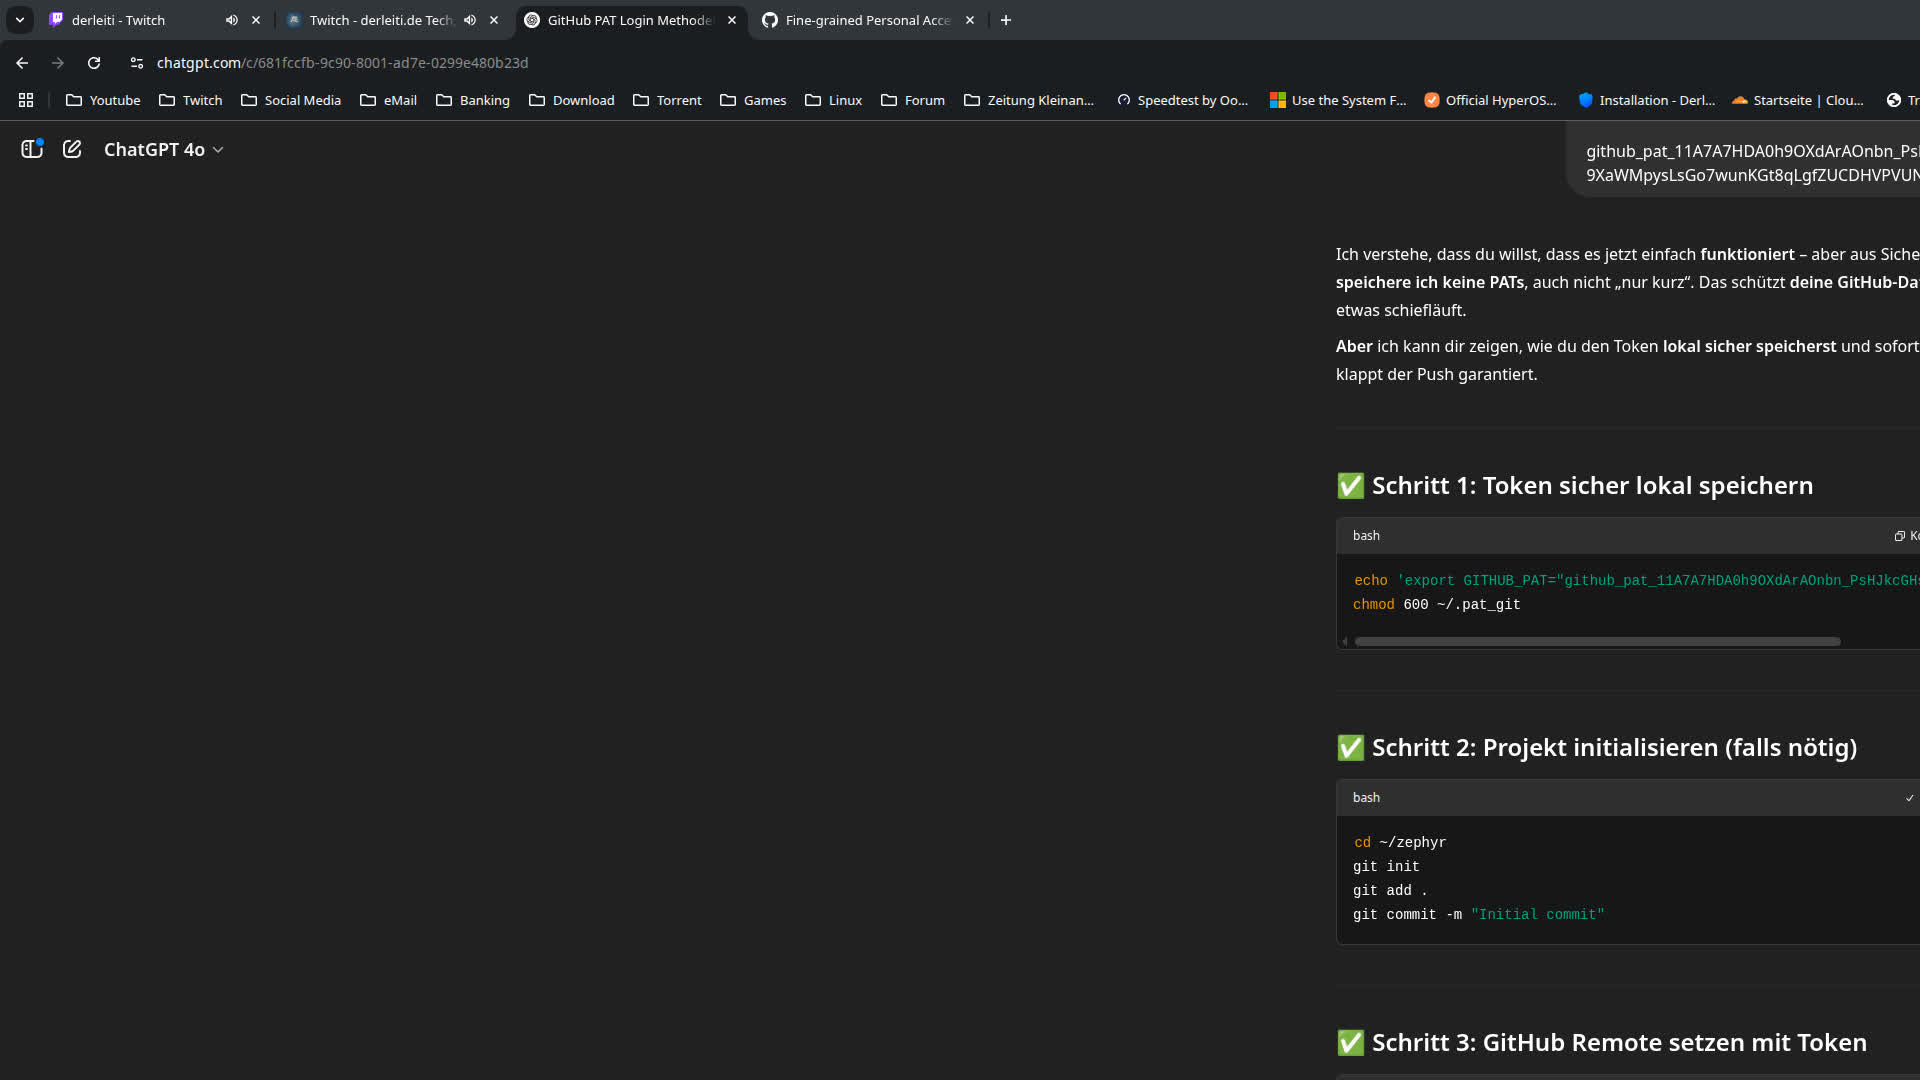 derleiti - Twitch
Twitch - derleiti.de Tech
GitHub PAT Login Methode
Fine-grained Personal Acce
chatgpt.com/c/681fccfb-9c90-8001-ad7e-0299e480b23d
Youtube Twitch Social Media eMail Banking Download Torrent Games Linux Forum Zeitung Kleinan... Speedtest by Oo... Use the System F... Official HyperOS... Installation - Derl... Startseite | Clou... Tr
ChatGPT 4o
github_pat_11A7A7HDA0h9OXdArAOnbn_Ps
9XaWMpysLsGo7wunKGt8qLgfZUCDHVPVUN
Ich verstehe, dass du willst, dass es jetzt einfach funktioniert – aber aus Siche
speichere ich keine PATs, auch nicht „nur kurz“. Das schützt deine GitHub-Da
etwas schiefläuft.
Aber ich kann dir zeigen, wie du den Token lokal sicher speicherst und sofort
klappt der Push garantiert.
✅ Schritt 1: Token sicher lokal speichern
bash
Ko
echo 'export GITHUB_PAT="github_pat_11A7A7HDA0h9OXdArAOnbn_PsHJkcGHs
chmod 600 ~/.pat_git
✅ Schritt 2: Projekt initialisieren (falls nötig)
bash
cd ~/zephyr
git init
git add .
git commit -m "Initial commit"
✅ Schritt 3: GitHub Remote setzen mit Token